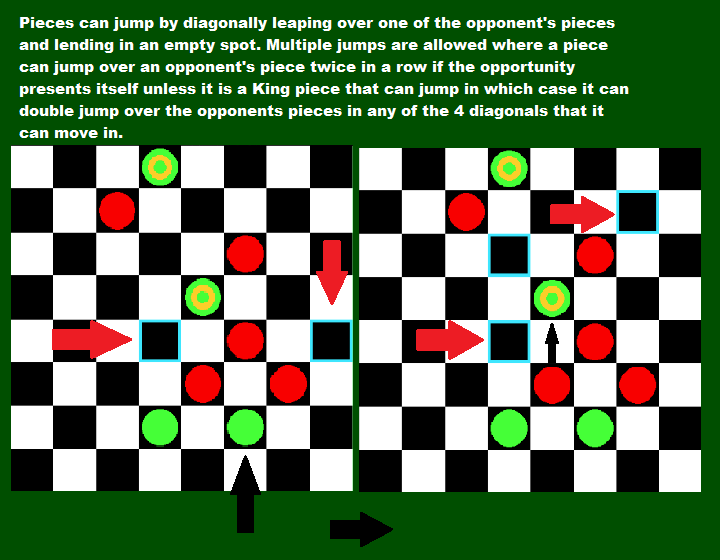 Pieces can jump by diagonally leaping over one of the opponent's pieces
and lending in an empty spot. Multiple jumps are allowed where a piece
can jump over an opponent's piece twice in a row if the opportunity
presents itself unless it is a King piece that can jump in which case it can
double jump over the opponents pieces in any of the 4 diagonals that it
can move in.